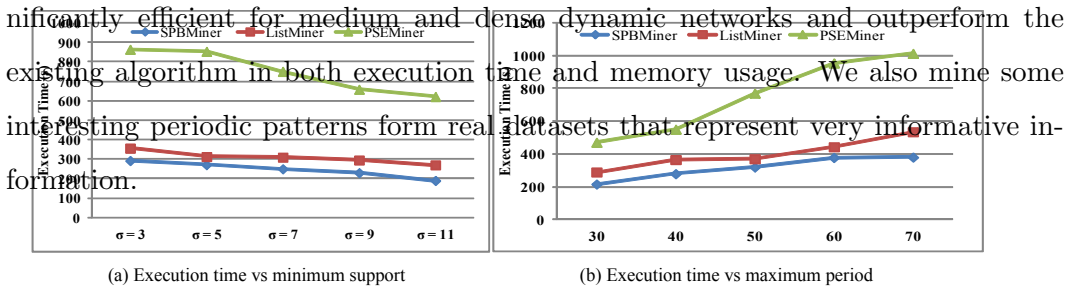 nificantly efficient for medium and dense dynamic networks and outperform the
existing algorithm in both execution time and memory usage. We also mine some
interesting periodic patterns form real datasets that represent very informative in-
formation.
SPBMiner ListMiner PSEMiner
Execution Time (s)
1000
900
800
700
600
500
400
300
200
100
0
σ = 3 σ = 5 σ = 7 σ = 9 σ = 11
(a) Execution time vs minimum support
SPBMiner ListMiner PSEMiner
Execution Time (s)
1200
1000
800
600
400
200
0
30 40 50 60 70
(b) Execution time vs maximum period